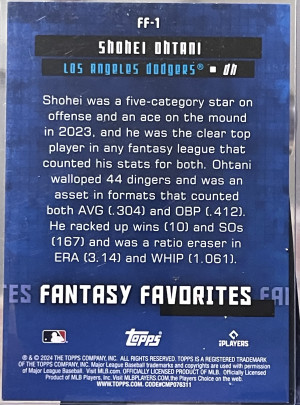 FF-1
SHOHEI OHTANI
LOS ANGELES DODGERS® ▪ DH
Shohei was a five-category star on
offense and an ace on the mound
in 2023, and he was the clear top
player in any fantasy league that
counted his stats for both. Ohtani
walloped 44 dingers and was an
asset in formats that counted
both AVG (.304) and OBP (.412).
He racked up wins (10) and SOs
(167) and was a ratio eraser in
ERA (3.14) and WHIP (1.061).
ES FANTASY FAVORITES FA
Topps
PLAYERS
® & © 2024 THE TOPPS COMPANY, INC. ALL RIGHTS RESERVED. TOPPS IS A REGISTERED TRADEMARK
OF THE TOPPS COMPANY, INC. Major League Baseball trademarks and copyrights are used with permission
of Major League Baseball. Visit MLB.com. OFFICIALLY LICENSED PRODUCT OF MLB. Officially Licensed
Product of MLB Players, Inc. Visit MLBPLAYERS.COM, the Players Choice on the web.
WWW.TOPPS.COM. CODE#CMP076311